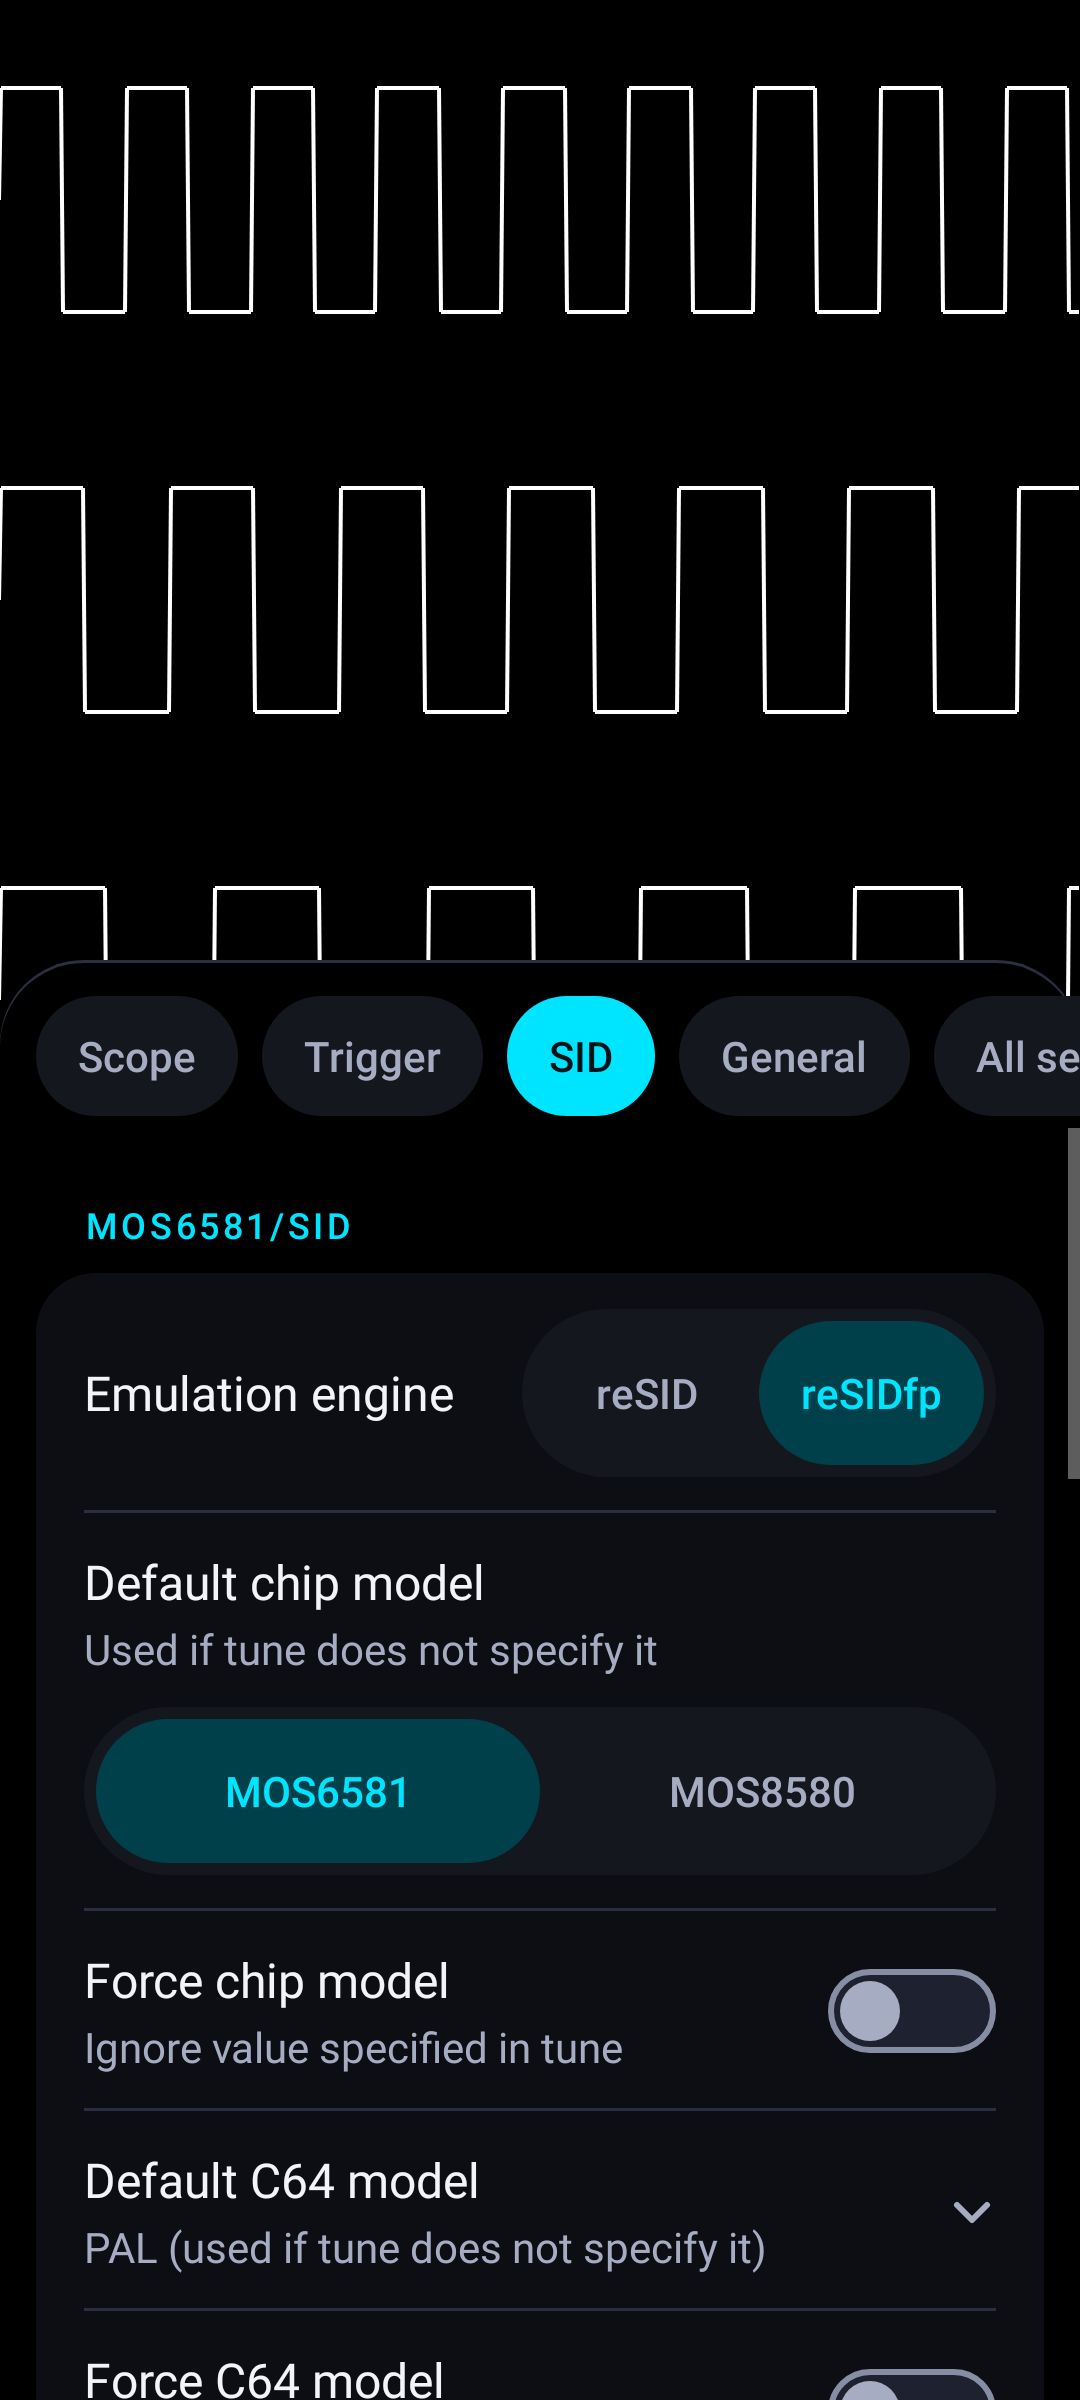 Scope
Trigger
SID
General
All se
MOS6581/SID
Emulation engine
reSID
reSIDfp
Default chip model
Used if tune does not specify it
MOS6581
MOS8580
Force chip model
Ignore value specified in tune
Default C64 model
PAL (used if tune does not specify it)
Force C64 model